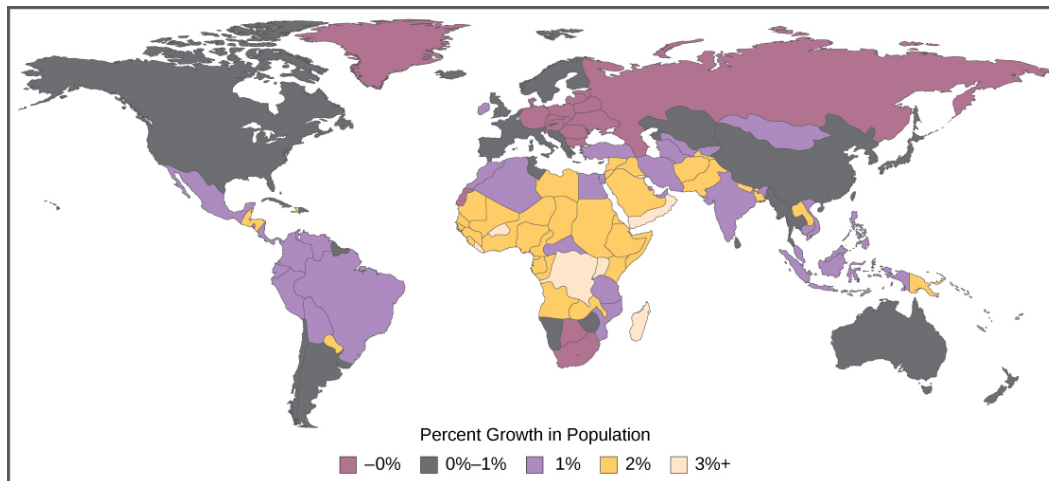 Percent Growth in Population
–0% 0%–1% 1% 2% 3%+